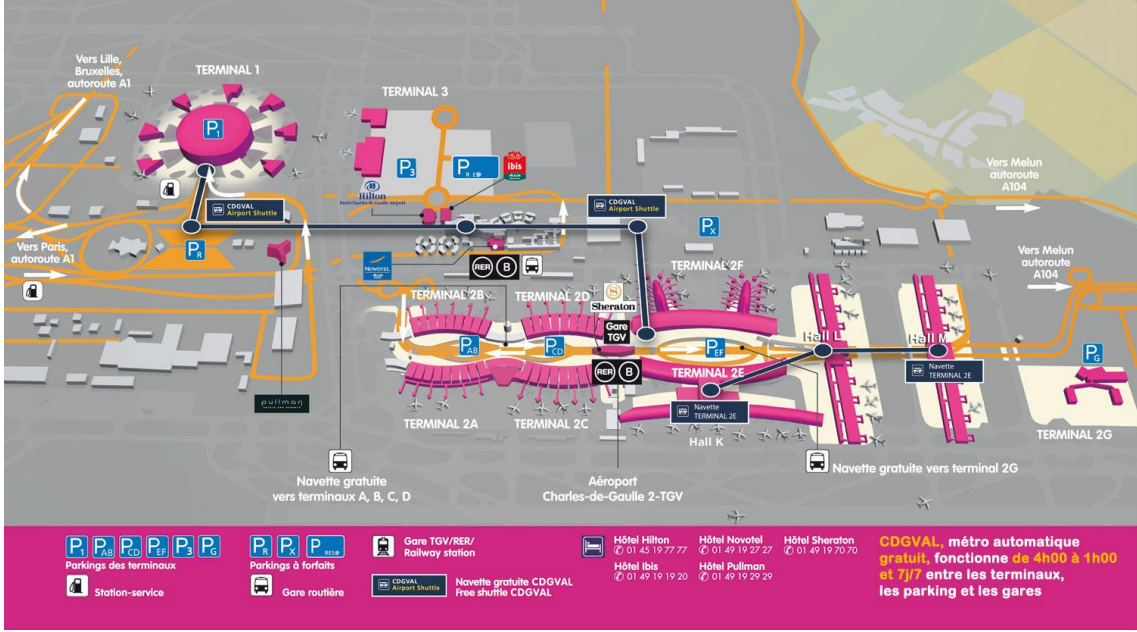 Vers Lille,
Bruxelles,
autoroute A1
TERMINAL 1
P1
TERMINAL 3
P3
P RES
ibis
Hilton
Paris Charles de Gaulle Airport
CDGVAL
Airport Shuttle
CDGVAL
Airport Shuttle
PX
Vers Melun
autoroute
A104
Vers Paris,
autoroute A1
PR
NOVOTEL
RER B
Vers Melun
autoroute
A104
TERMINAL 2F
TERMINAL 2B
TERMINAL 2D
Sheraton
Gare
TGV
PAB
PCD
PEF
Hall L
Hall M
PG
RER B
TERMINAL 2E
Navette
TERMINAL 2E
Navette
TERMINAL 2E
pullman
TERMINAL 2A
TERMINAL 2C
Hall K
TERMINAL 2G
Navette gratuite
vers terminaux A, B, C, D
Aéroport
Charles-de-Gaulle 2-TGV
Navette gratuite vers terminal 2G
P1 PAB PCD PEF P3 PG
Parkings des terminaux
Station-service
PR PX PRES
Parkings à forfaits
Gare routière
Gare TGV/RER/
Railway station
CDGVAL
Airport Shuttle
Navette gratuite CDGVAL
Free shuttle CDGVAL
Hôtel Hilton
01 45 19 77 77
Hôtel Ibis
01 49 19 19 20
Hôtel Novotel
01 49 19 27 27
Hôtel Pullman
01 49 19 29 29
Hôtel Sheraton
01 49 19 70 70
CDGVAL, métro automatique
gratuit, fonctionne de 4h00 à 1h00
et 7j/7 entre les terminaux,
les parking et les gares